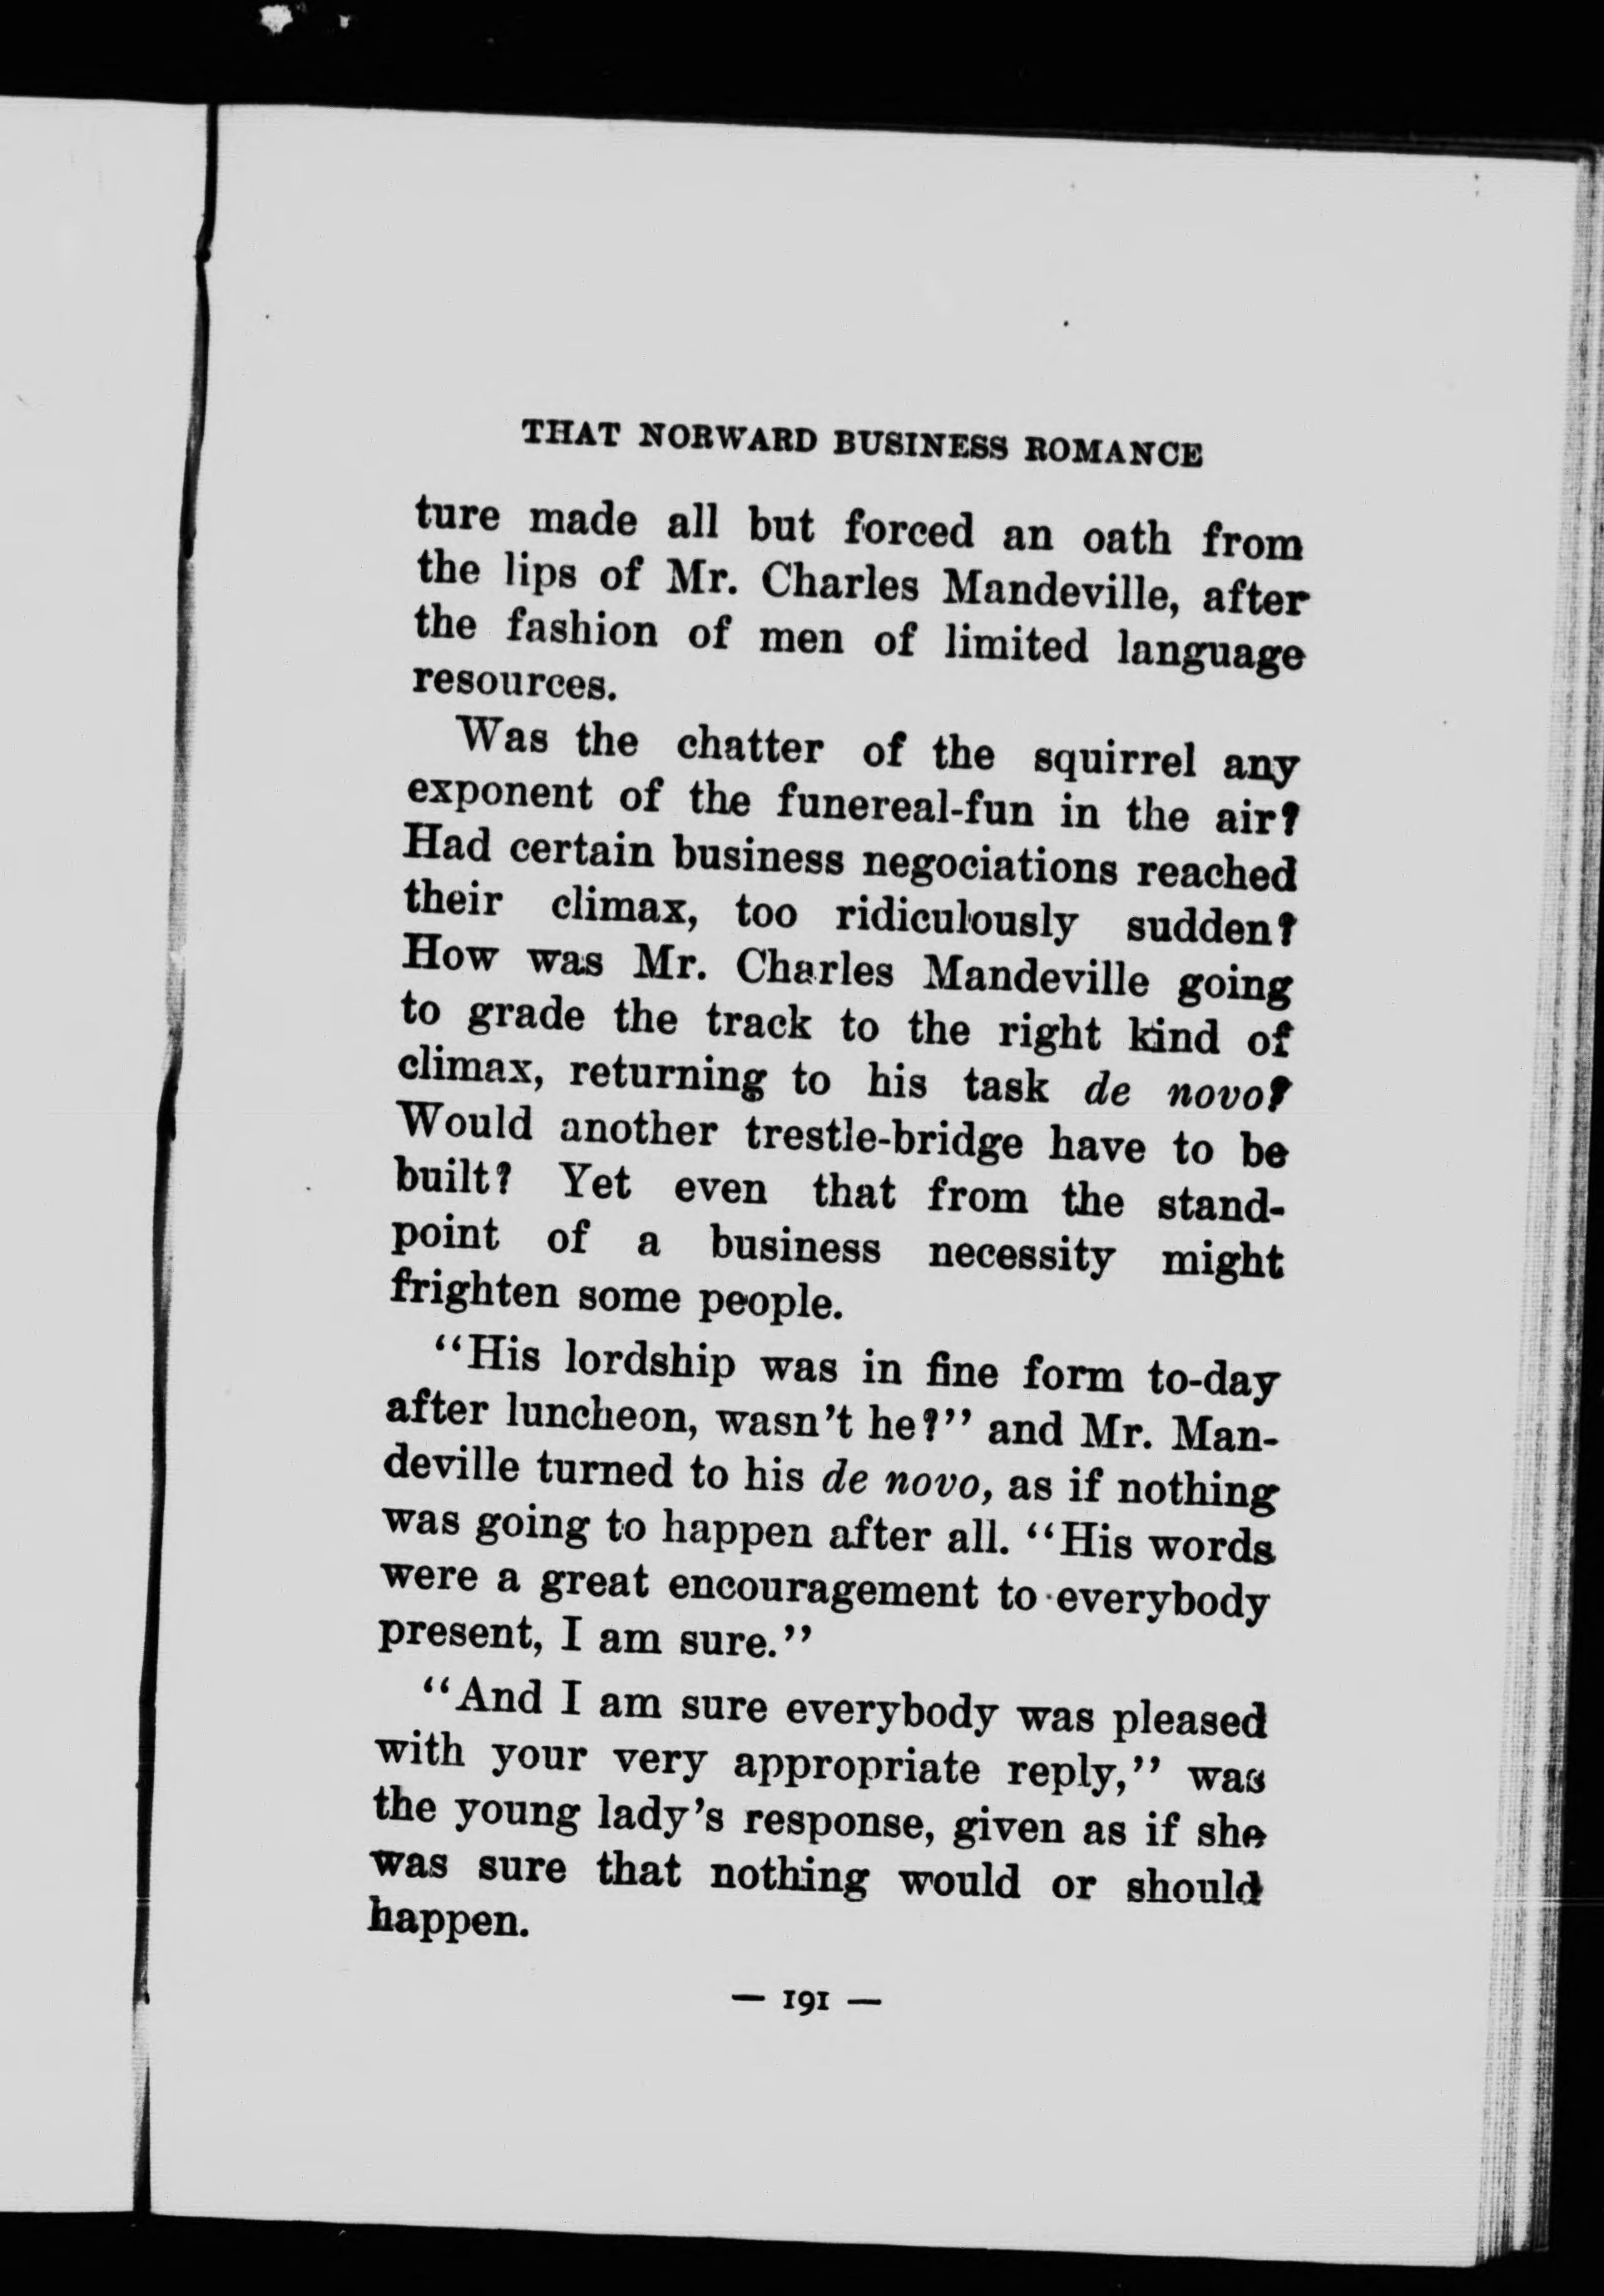 THAT NORWARD BUSINESS ROMANCE
ture made all but forced an oath from
the lips of Mr. Charles Mandeville, after
the fashion of men of limited language
resources.
Was the chatter of the squirrel any
exponent of the funereal-fun in the air?
Had certain business negociations reached
their climax, too ridiculously sudden?
How was Mr. Charles Mandeville going
to grade the track to the right kind of
climax, returning to his task de novo?
Would another trestle-bridge have to be
built? Yet even that from the stand-
point of a business necessity might
frighten some people.
"His lordship was in fine form to-day
after luncheon, wasn't he?" and Mr. Man-
deville turned to his de novo, as if nothing
was going to happen after all. "His words
were a great encouragement to everybody
present, I am sure."
"And I am sure everybody was pleased
with your very appropriate reply," was
the young lady's response, given as if she
was sure that nothing would or should
happen.
— 191 —